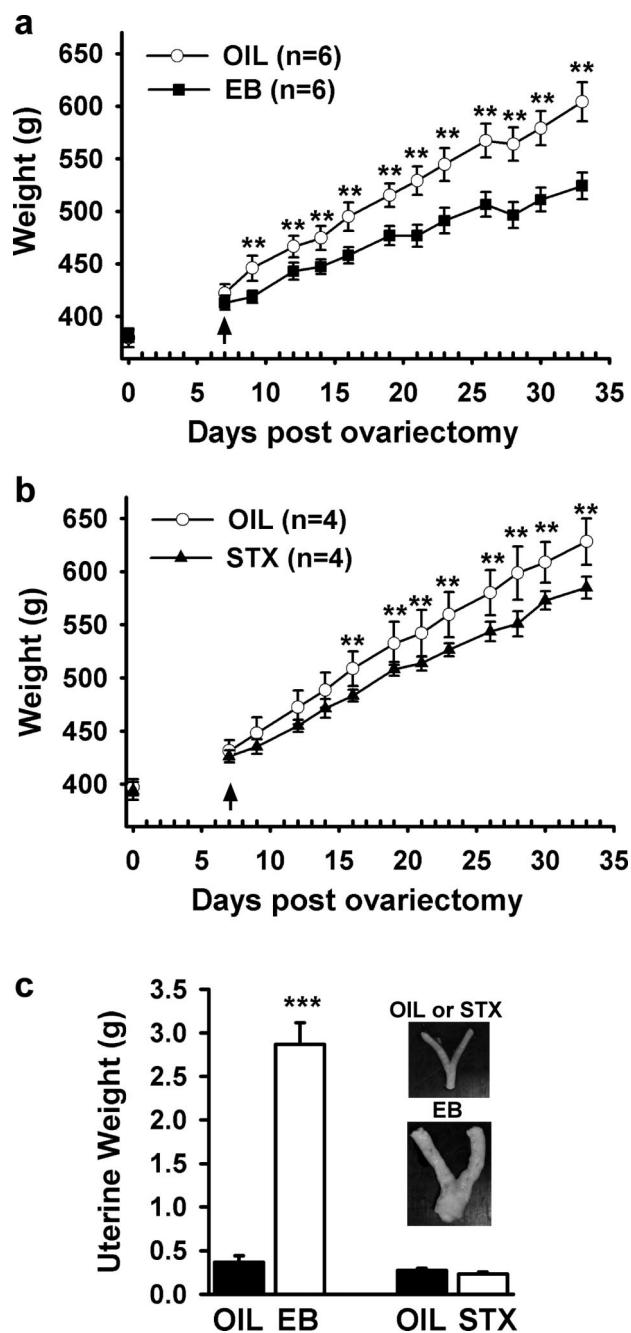 a
OIL (n=6)
EB (n=6)
** ** ** ** ** ** ** ** ** ** ** **
Weight (g)
650
600
550
500
450
400
0 5 10 15 20 25 30 35
Days post ovariectomy
b
OIL (n=4)
STX (n=4)
** ** ** ** ** ** ** **
Weight (g)
650
600
550
500
450
400
0 5 10 15 20 25 30 35
Days post ovariectomy
c
Uterine Weight (g)
3.5
3.0
2.5
2.0
1.5
1.0
0.5
0.0
***
OIL or STX
EB
OIL EB OIL STX